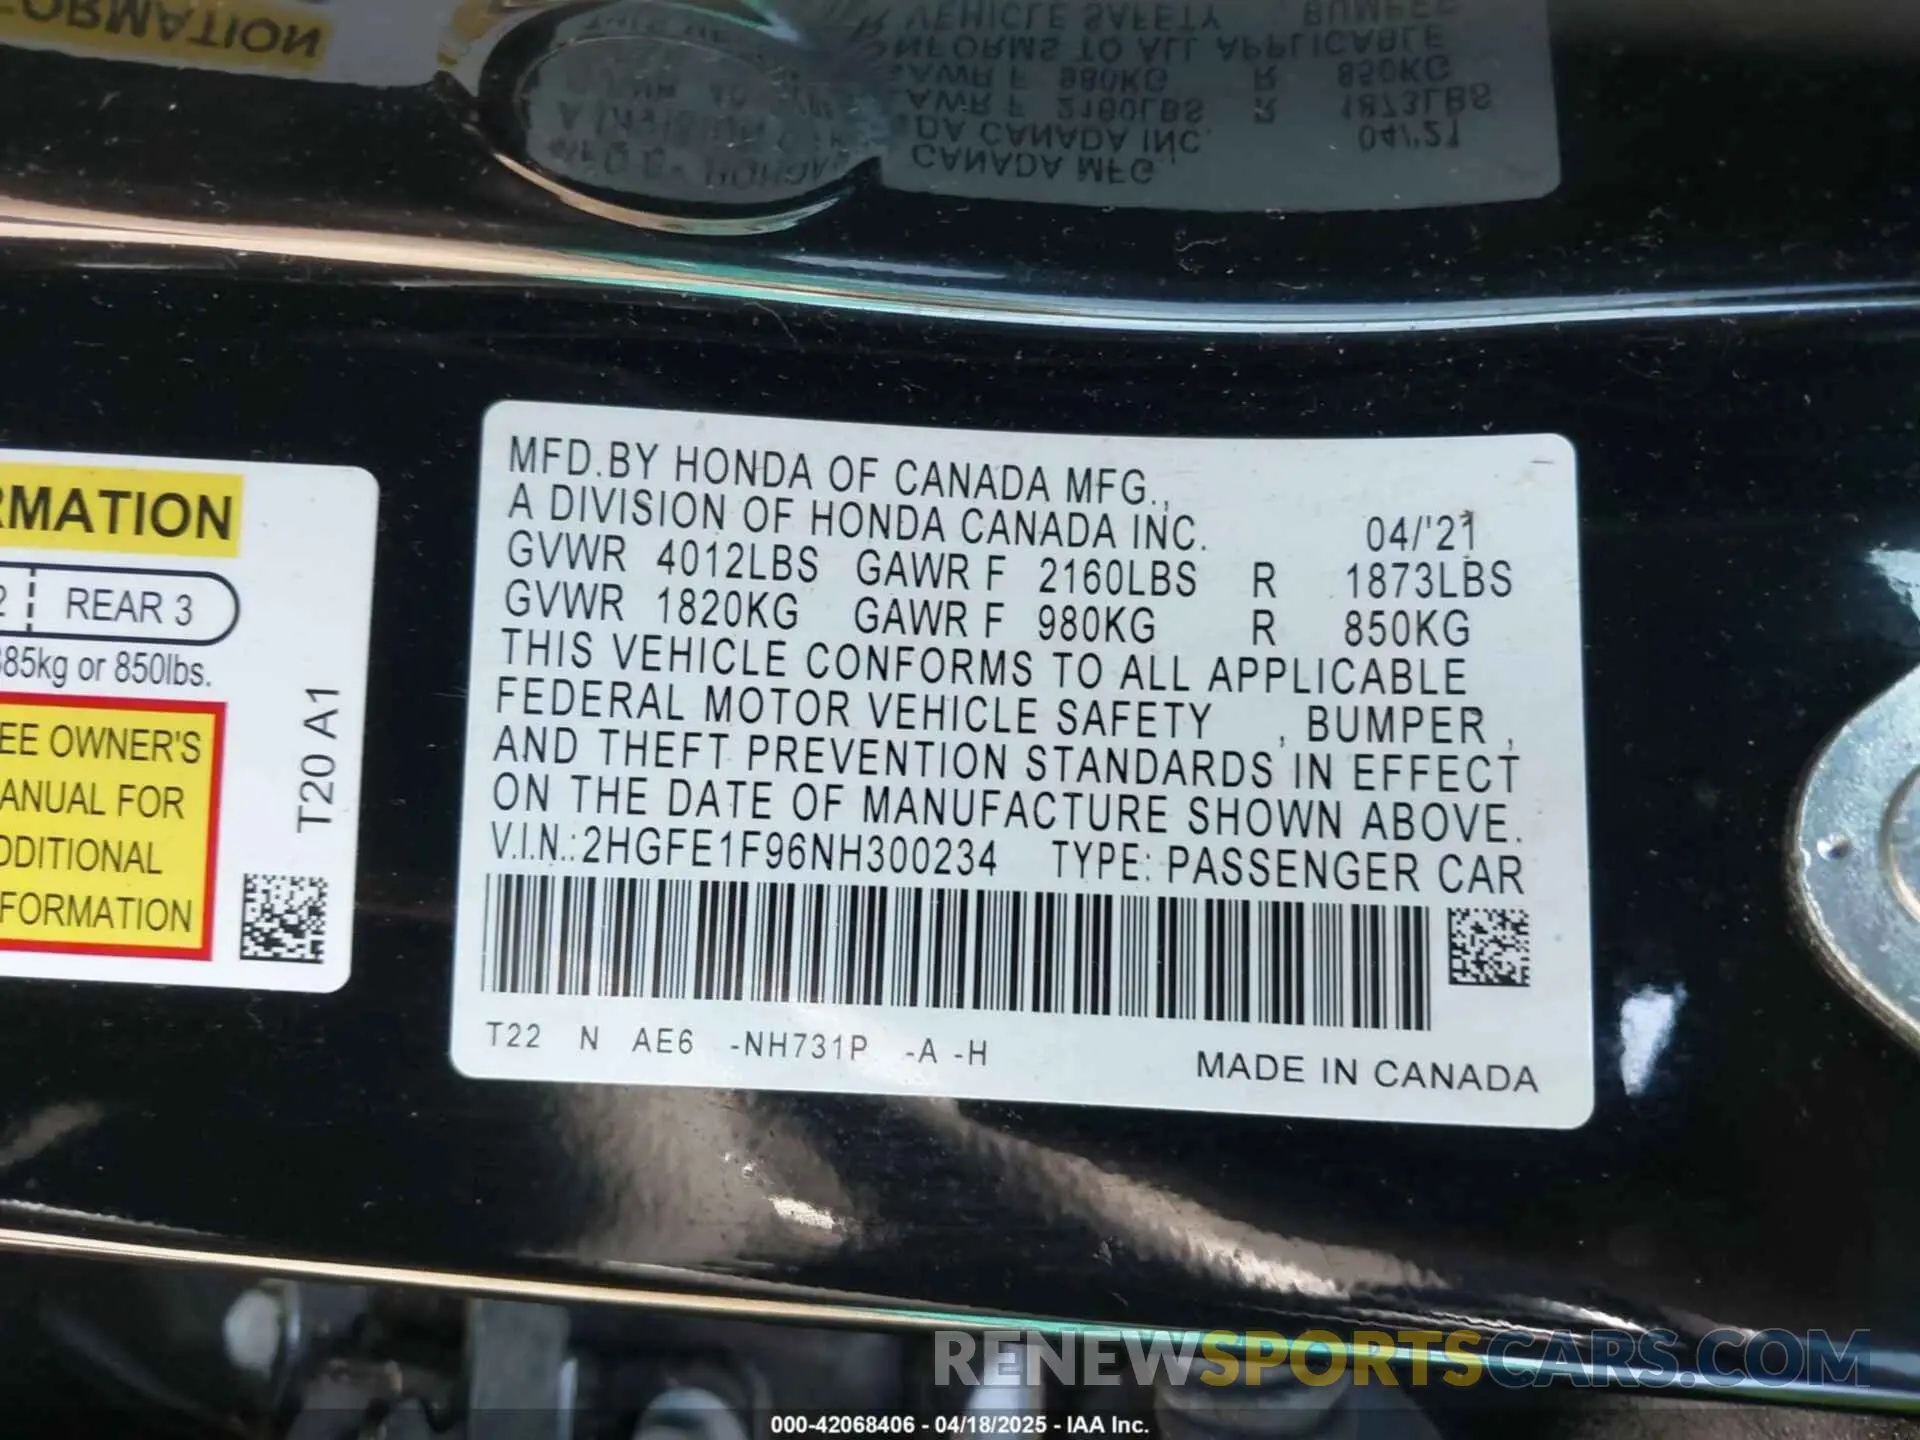 RMATION
2 ¦ REAR 3
385kg or 850lbs.
EE OWNER'S
ANUAL FOR
DDITIONAL
FORMATION
T20 A1
MFD.BY HONDA OF CANADA MFG.,
A DIVISION OF HONDA CANADA INC. 04/'21
GVWR 4012LBS GAWR F 2160LBS R 1873LBS
GVWR 1820KG GAWR F 980KG R 850KG
THIS VEHICLE CONFORMS TO ALL APPLICABLE
FEDERAL MOTOR VEHICLE SAFETY , BUMPER ,
AND THEFT PREVENTION STANDARDS IN EFFECT
ON THE DATE OF MANUFACTURE SHOWN ABOVE.
V.I.N.:2HGFE1F96NH300234 TYPE: PASSENGER CAR
T22 N AE6 -NH731P -A -H
MADE IN CANADA
RENEWSPORTSCARS.COM
000-42068406 - 04/18/2025 - IAA Inc.